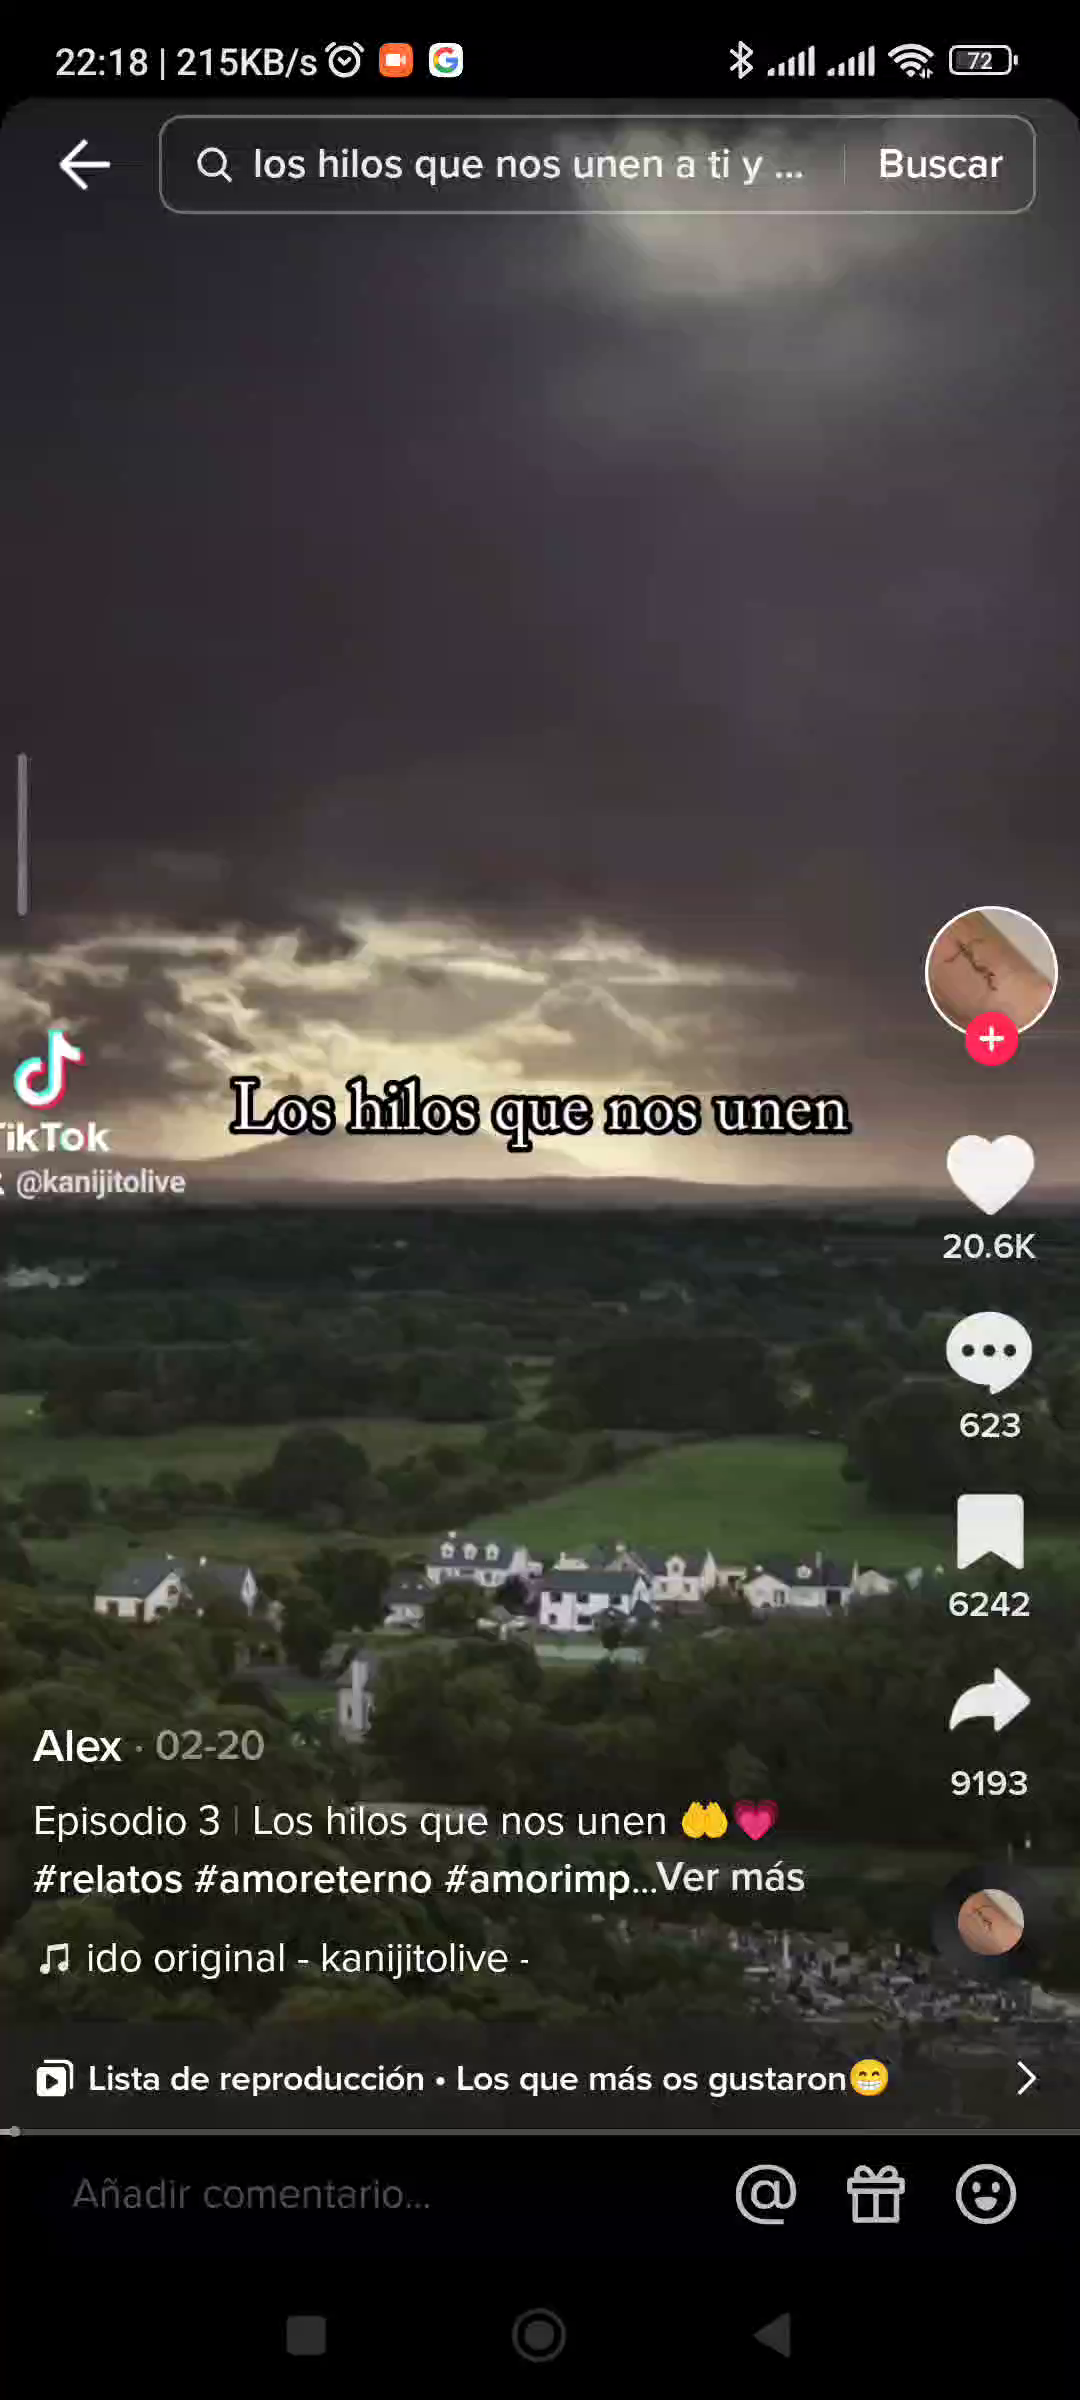 22:18 | 215KB/s
72
los hilos que nos unen a ti y ...
Buscar
Los hilos que nos unen
ikTok
@kanijitolive
20.6K
623
6242
9193
Alex · 02-20
Episodio 3 | Los hilos que nos unen 🤲💗
#relatos #amoreterno #amorimp...Ver más
ido original - kanijitolive -
Lista de reproducción • Los que más os gustaron😁
Añadir comentario...